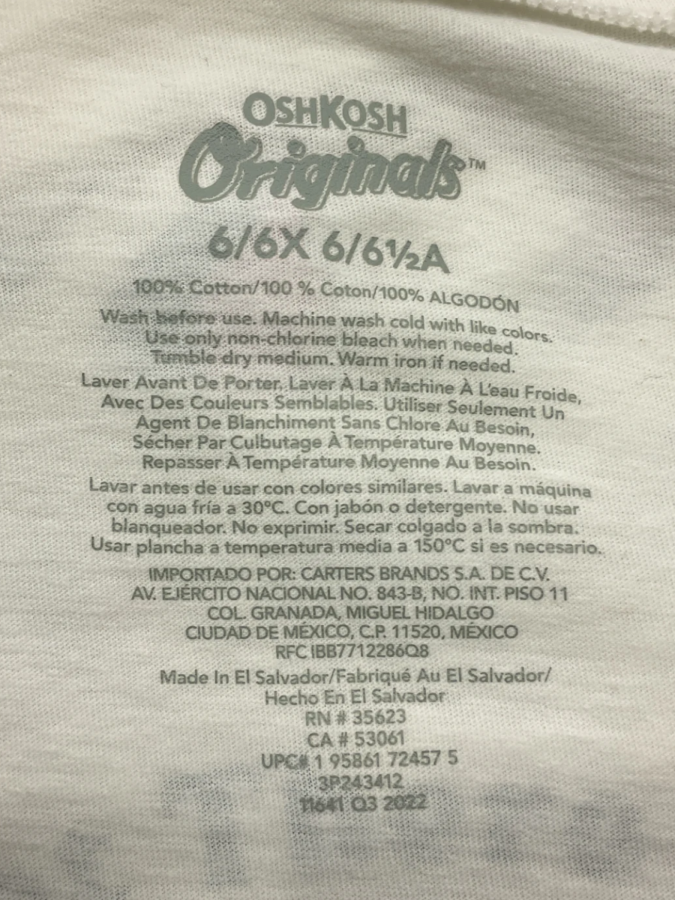 OSHKOSH
Originals™
6/6X 6/6½A
100% Cotton/100 % Coton/100% ALGODÓN
Wash before use. Machine wash cold with like colors.
Use only non-chlorine bleach when needed.
Tumble dry medium. Warm iron if needed.
Laver Avant De Porter. Laver À La Machine À L'eau Froide,
Avec Des Couleurs Semblables. Utiliser Seulement Un
Agent De Blanchiment Sans Chlore Au Besoin,
Sécher Par Culbutage À Température Moyenne.
Repasser À Température Moyenne Au Besoin.
Lavar antes de usar con colores similares. Lavar a máquina
con agua fría a 30°C. Con jabón o detergente. No usar
blanqueador. No exprimir. Secar colgado a la sombra.
Usar plancha a temperatura media a 150°C si es necesario.
IMPORTADO POR: CARTERS BRANDS S.A. DE C.V.
AV. EJÉRCITO NACIONAL NO. 843-B, NO. INT. PISO 11
COL. GRANADA, MIGUEL HIDALGO
CIUDAD DE MÉXICO, C.P. 11520, MÉXICO
RFC IBB7712286Q8
Made In El Salvador/Fabriqué Au El Salvador/
Hecho En El Salvador
RN # 35623
CA # 53061
UPC# 1 95861 72457 5
3P243412
11641 Q3 2022